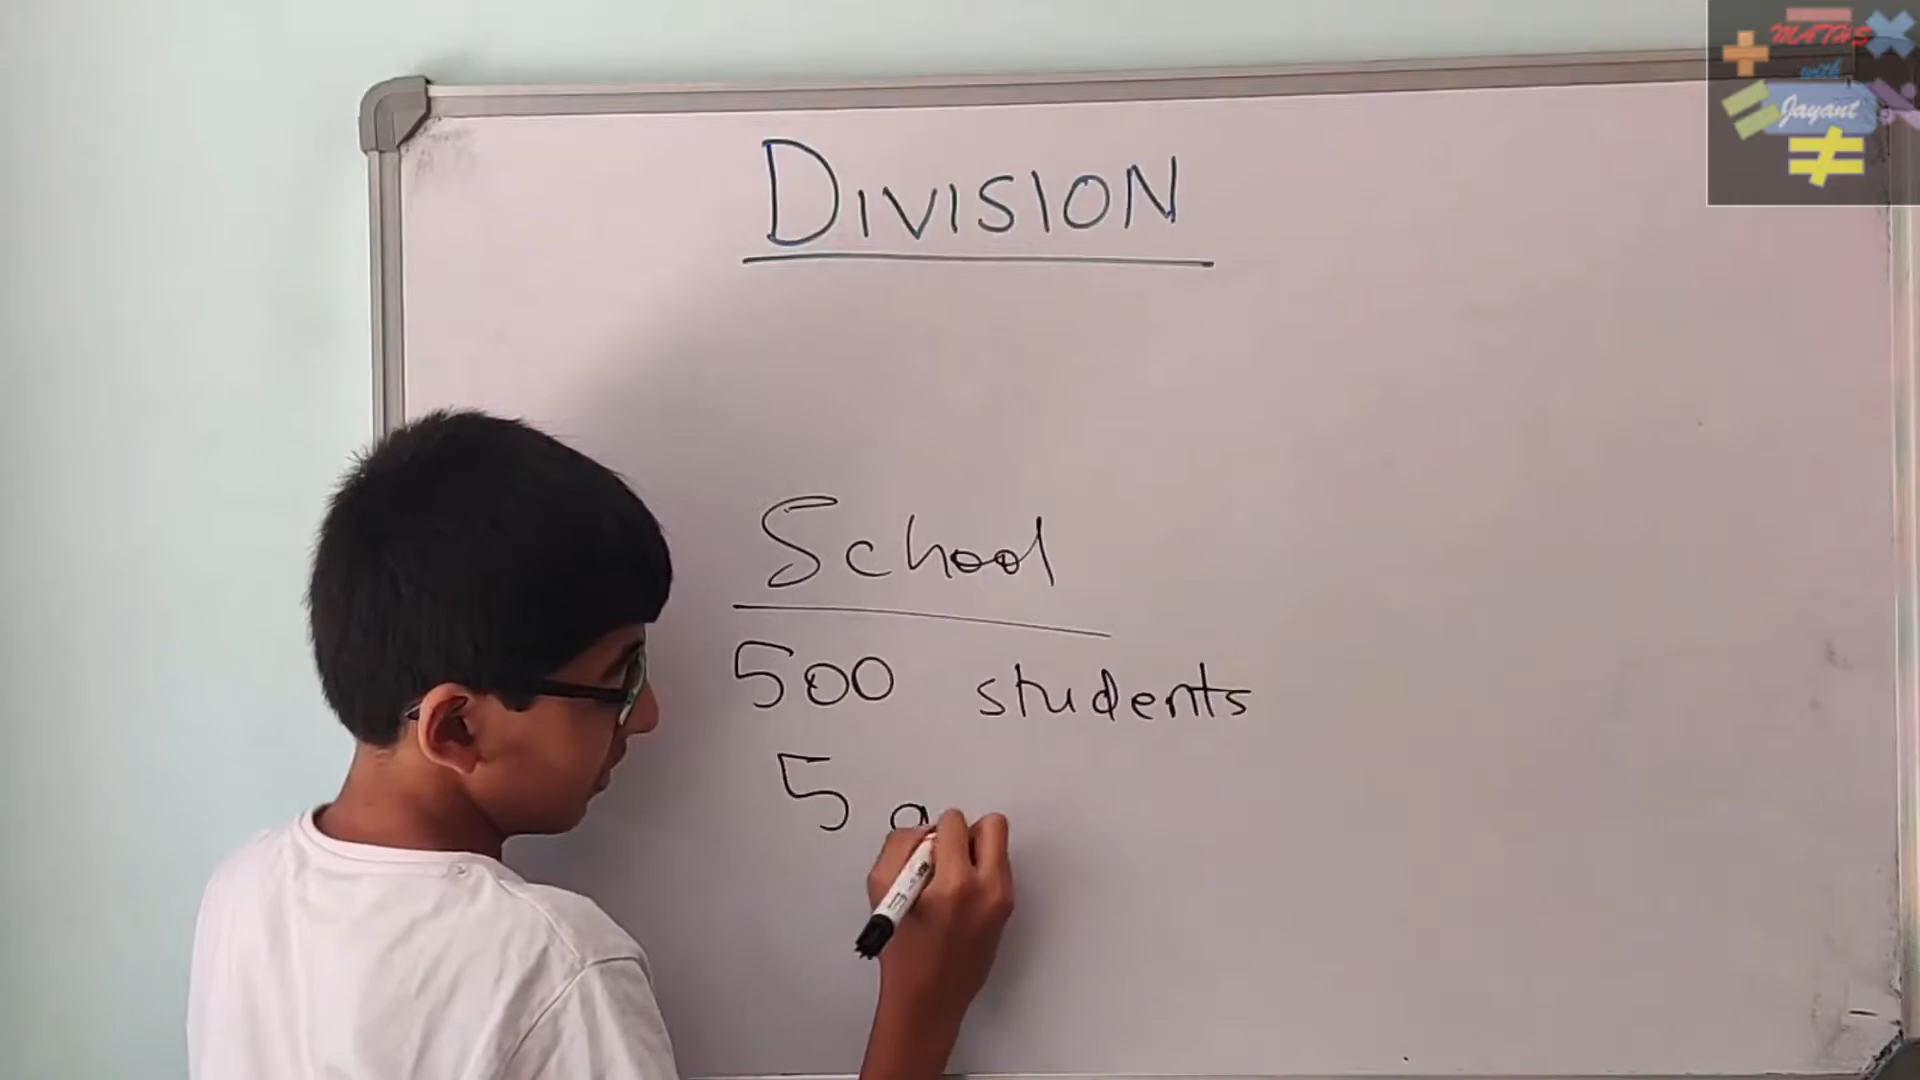 MATHS
with
Jayant
DIVISION
School
500 students
5